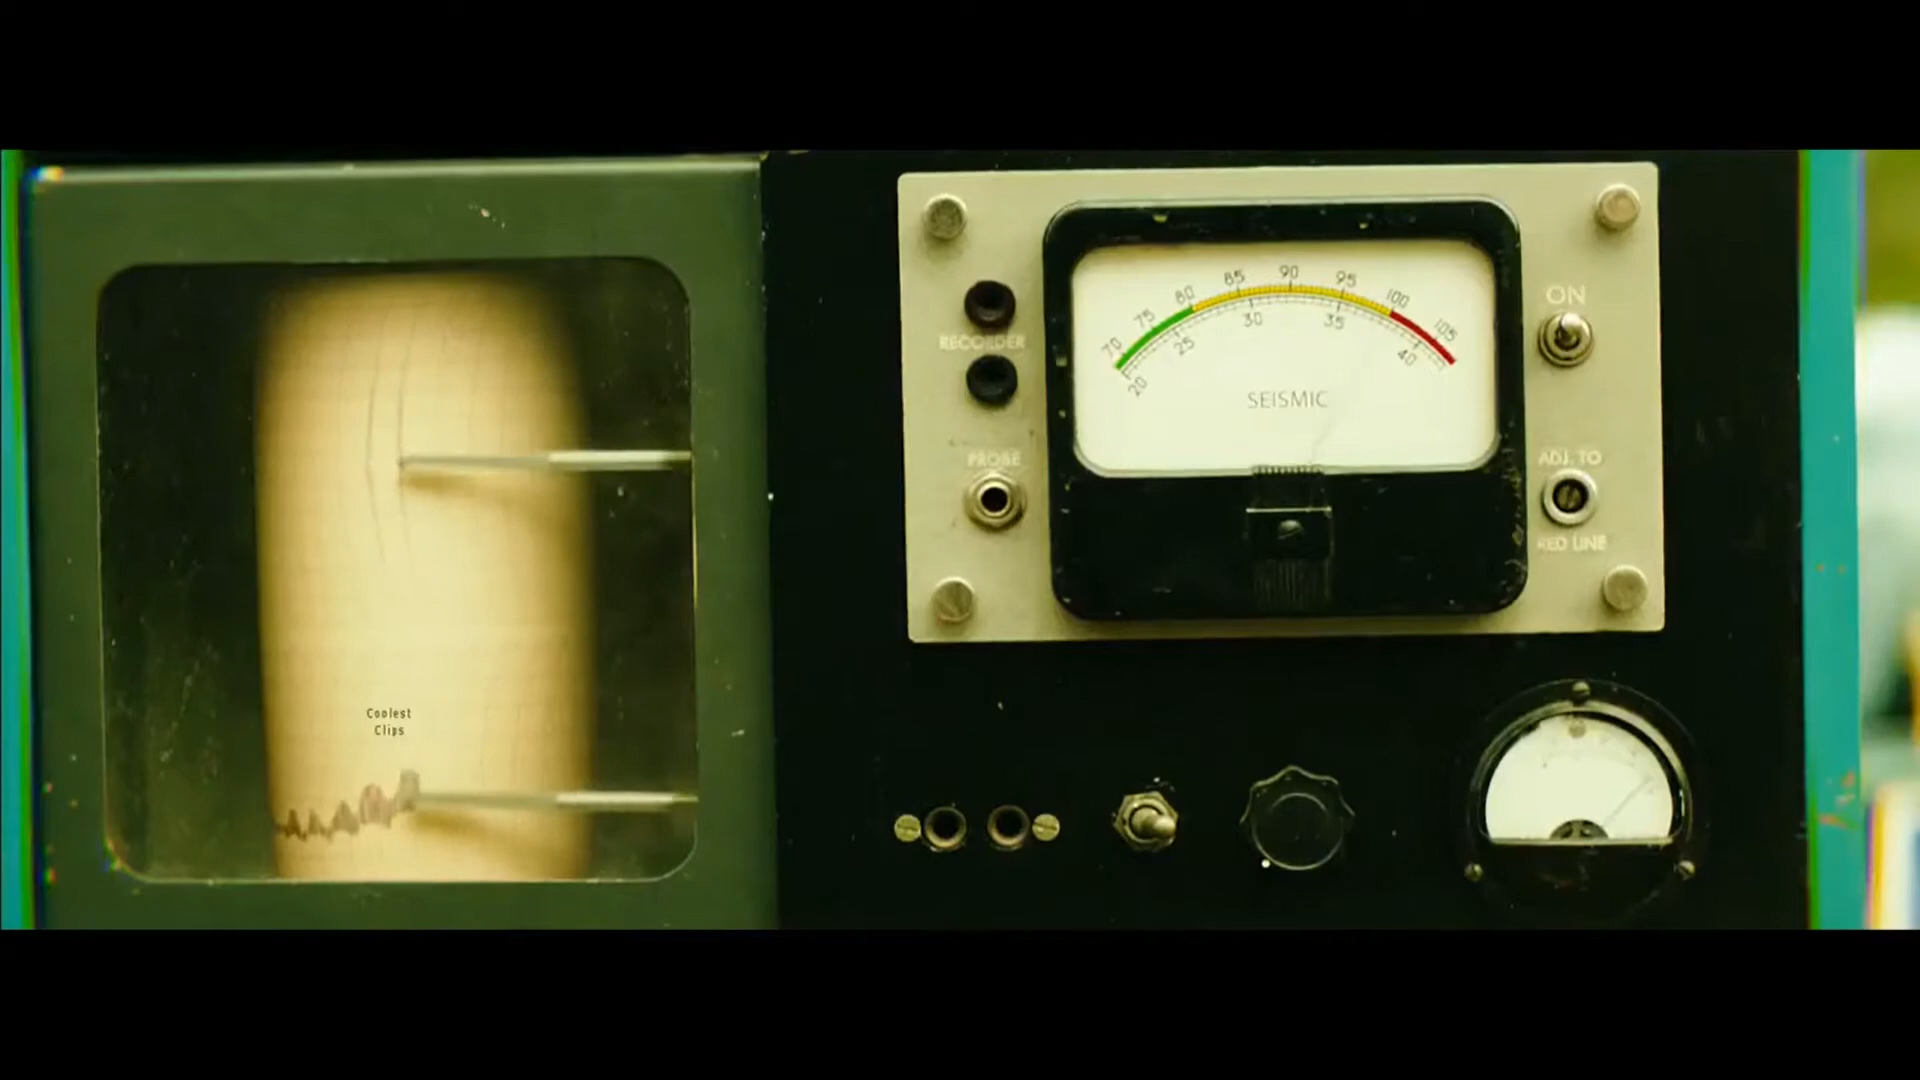 Coolest
Clips
RECORDER
PROBE
70 75 80 85 90 95 100 105
20 25 30 35 40
SEISMIC
ON
ADJ. TO
RED LINE